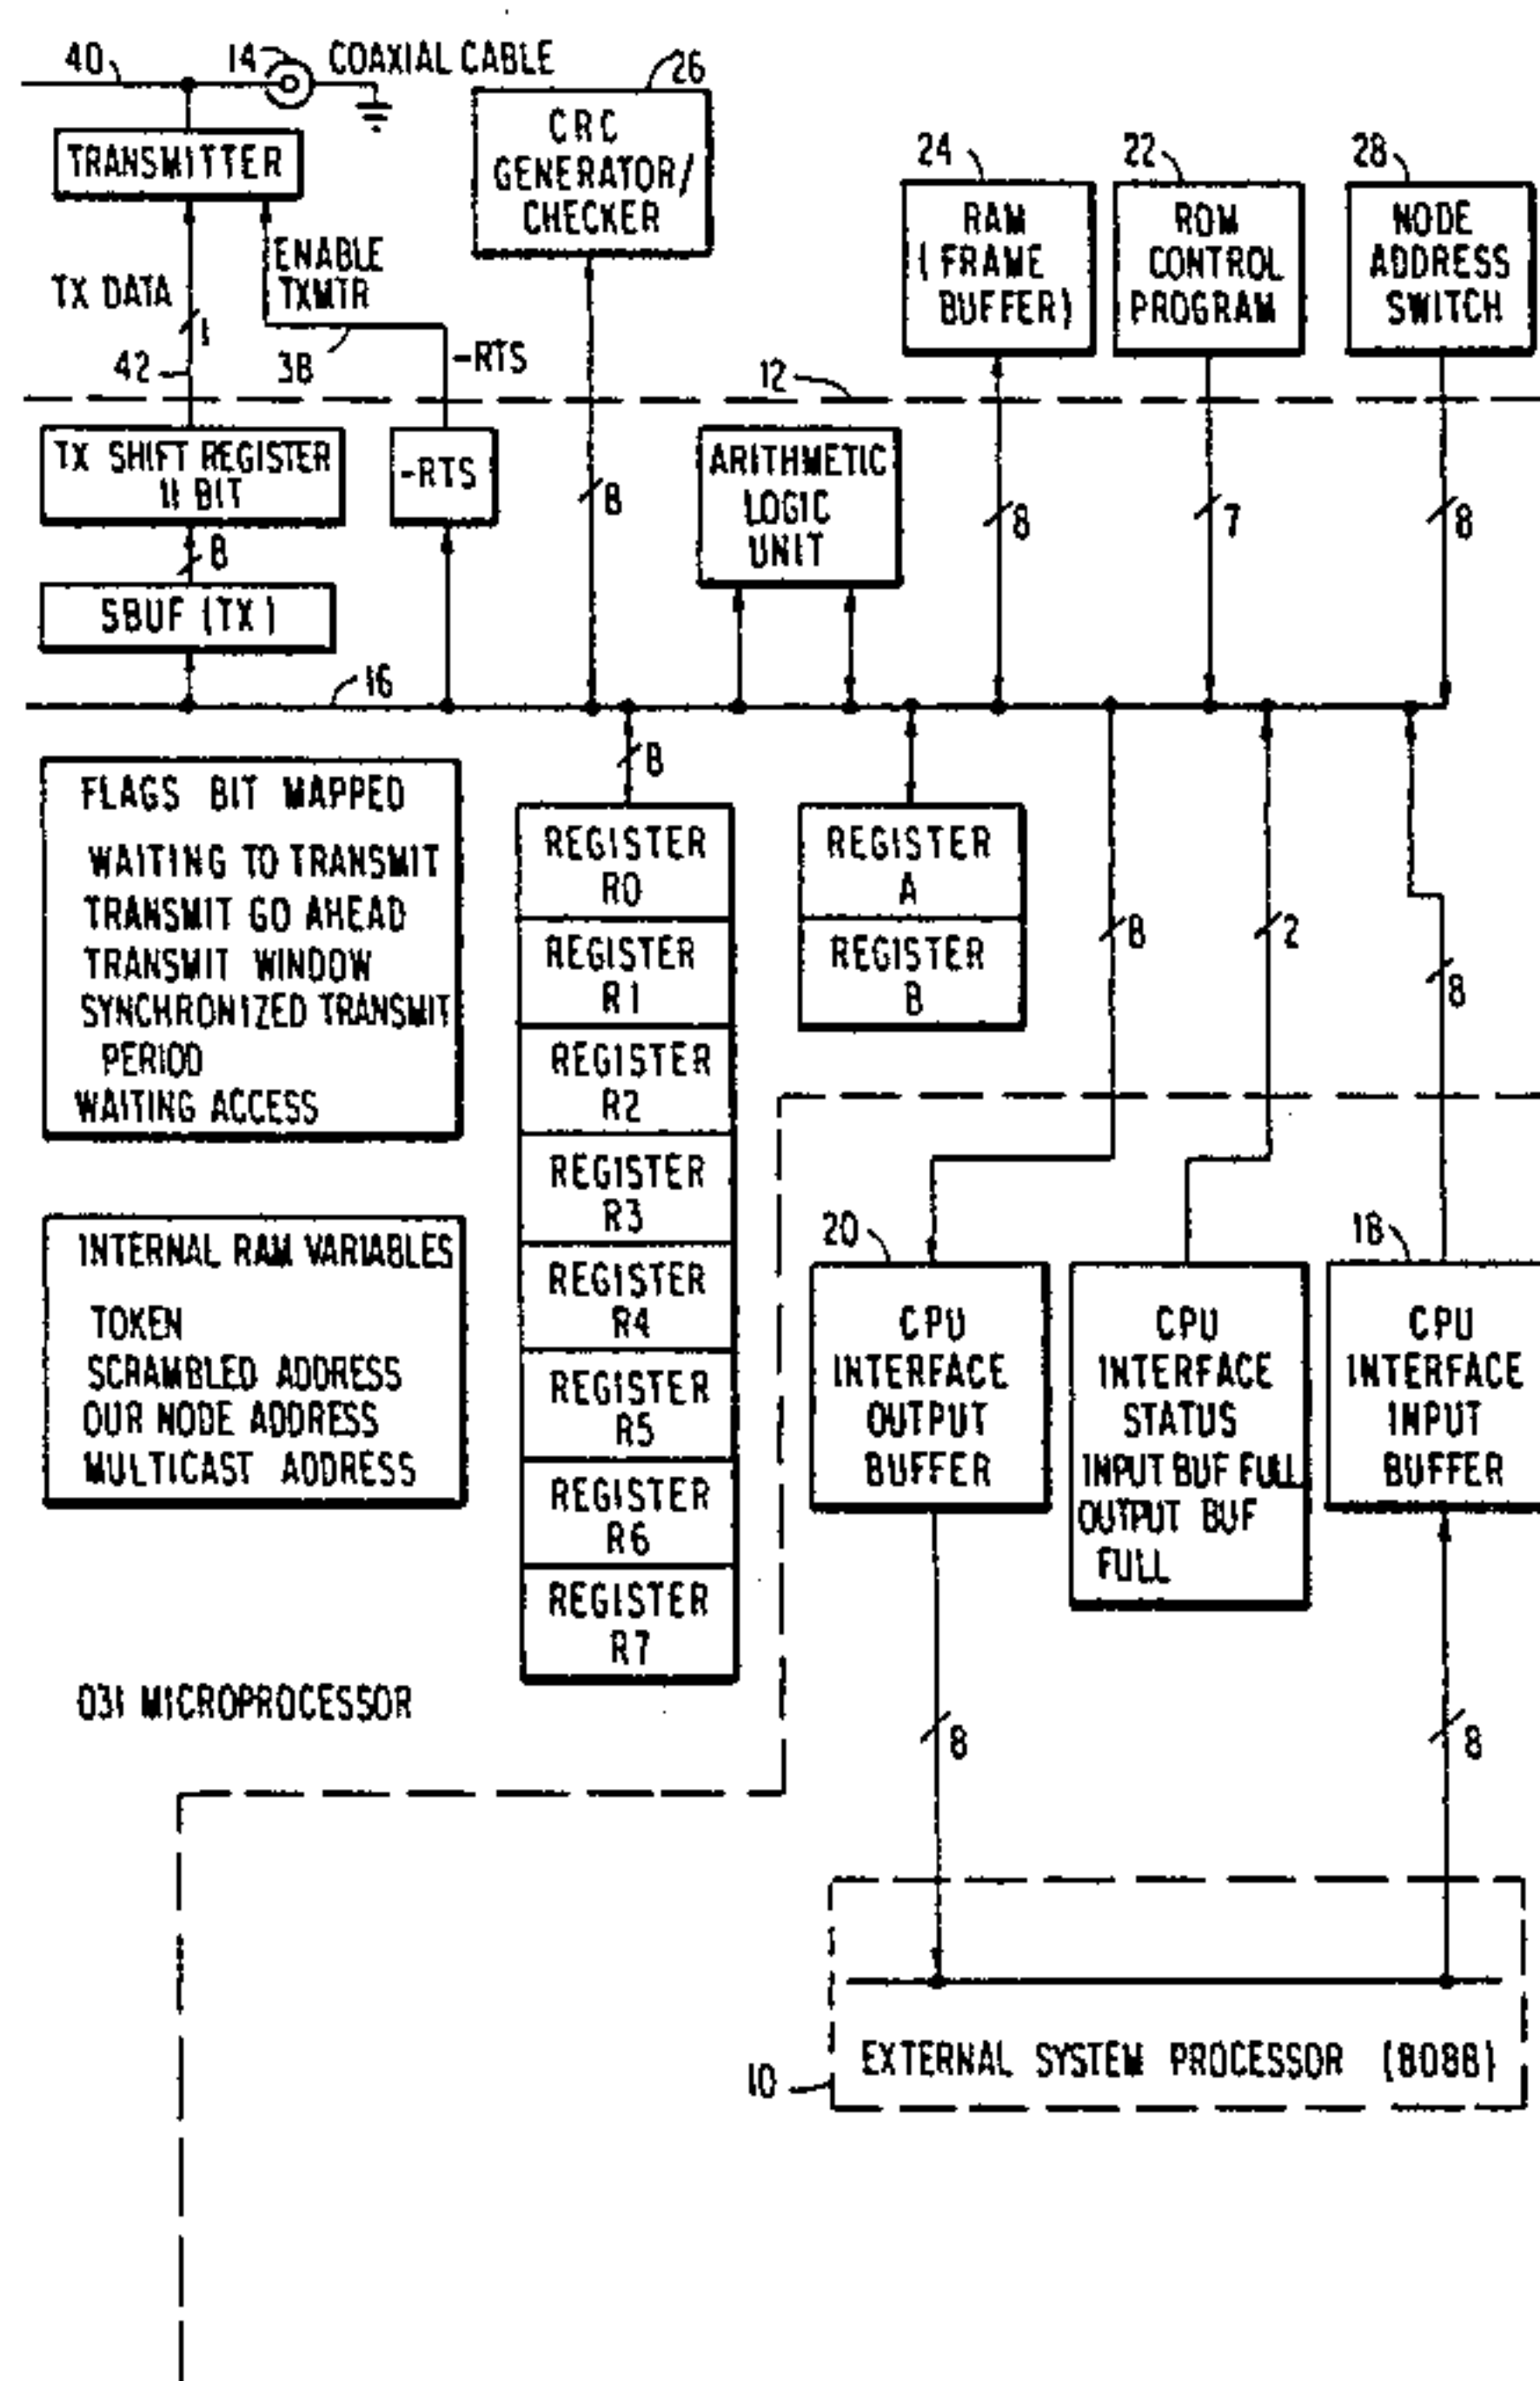 40
14
COAXIAL CABLE
26
TRANSMITTER
CRC
GENERATOR/
CHECKER
24
RAM
(FRAME
BUFFER)
22
ROM
CONTROL
PROGRAM
28
NODE
ADDRESS
SWITCH
TX DATA
1
ENABLE
TXMTR
42
38
-RTS
12
TX SHIFT REGISTER
11 BIT
-RTS
8
ARITHMETIC
LOGIC
UNIT
8
7
8
8
SBUF (TX)
16
FLAGS BIT MAPPED
WAITING TO TRANSMIT
TRANSMIT GO AHEAD
TRANSMIT WINDOW
SYNCHRONIZED TRANSMIT
PERIOD
WAITING ACCESS
8
REGISTER
R0
REGISTER
R1
REGISTER
R2
REGISTER
R3
REGISTER
R4
REGISTER
R5
REGISTER
R6
REGISTER
R7
REGISTER
A
REGISTER
B
8
2
8
INTERNAL RAM VARIABLES
TOKEN
SCRAMBLED ADDRESS
OUR NODE ADDRESS
MULTICAST ADDRESS
20
CPU
INTERFACE
OUTPUT
BUFFER
CPU
INTERFACE
STATUS
INPUT BUF FULL
OUTPUT BUF
FULL
18
CPU
INTERFACE
INPUT
BUFFER
031 MICROPROCESSOR
8
8
10
EXTERNAL SYSTEM PROCESSOR (8088)